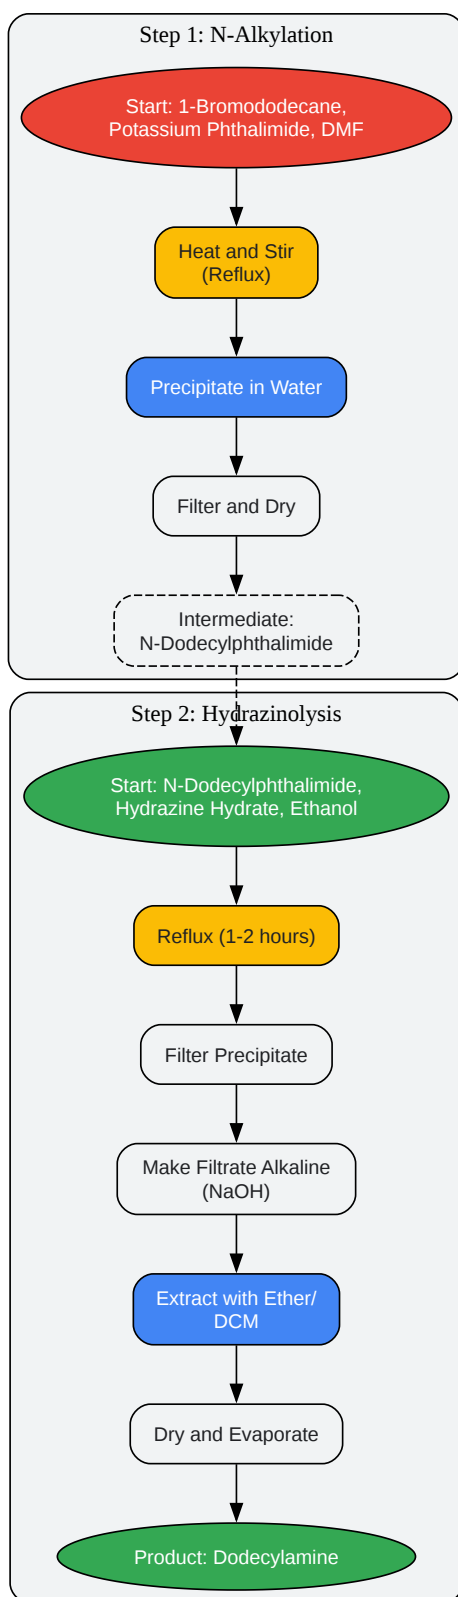 Step 1: N-Alkylation
Start: 1-Bromododecane,
Potassium Phthalimide, DMF
Heat and Stir
(Reflux)
Precipitate in Water
Filter and Dry
Intermediate:
N-Dodecylphthalimide
Step 2: Hydrazinolysis
Start: N-Dodecylphthalimide,
Hydrazine Hydrate, Ethanol
Reflux (1-2 hours)
Filter Precipitate
Make Filtrate Alkaline
(NaOH)
Extract with Ether/
DCM
Dry and Evaporate
Product: Dodecylamine